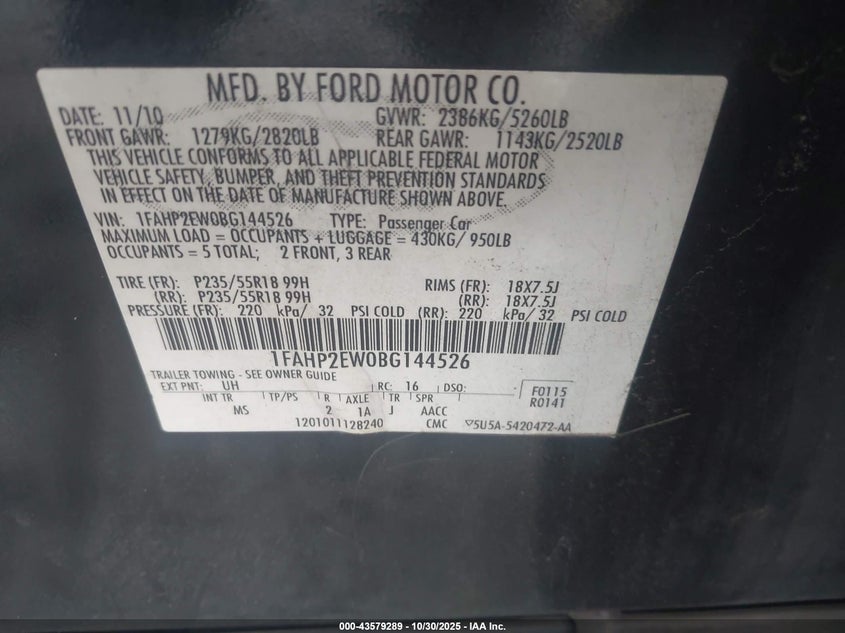 MFD. BY FORD MOTOR CO.
DATE: 11/10 GVWR: 2386KG/5260LB
FRONT GAWR: 1279KG/2820LB REAR GAWR: 1143KG/2520LB
THIS VEHICLE CONFORMS TO ALL APPLICABLE FEDERAL MOTOR
VEHICLE SAFETY, BUMPER, AND THEFT PREVENTION STANDARDS
IN EFFECT ON THE DATE OF MANUFACTURE SHOWN ABOVE.
VIN: 1FAHP2EW0BG144526 TYPE: Passenger Car
MAXIMUM LOAD = OCCUPANTS + LUGGAGE = 430KG/ 950LB
OCCUPANTS = 5 TOTAL; 2 FRONT, 3 REAR
TIRE (FR): P235/55R18 99H RIMS (FR): 18X7.5J
(RR): P235/55R18 99H (RR): 18X7.5J
PRESSURE (FR): 220 kPa/ 32 PSI COLD (RR): 220 kPa/ 32 PSI COLD
1FAHP2EW0BG144526
TRAILER TOWING - SEE OWNER GUIDE
EXT PNT: UH RC: 16 DSO: F0115
INT TR TP/PS R AXLE TR SPR R0141
MS 2 1A J AACC
1201011128240 CMC ▽5U5A-5420472-AA
000-43579289 - 10/30/2025 - IAA Inc.